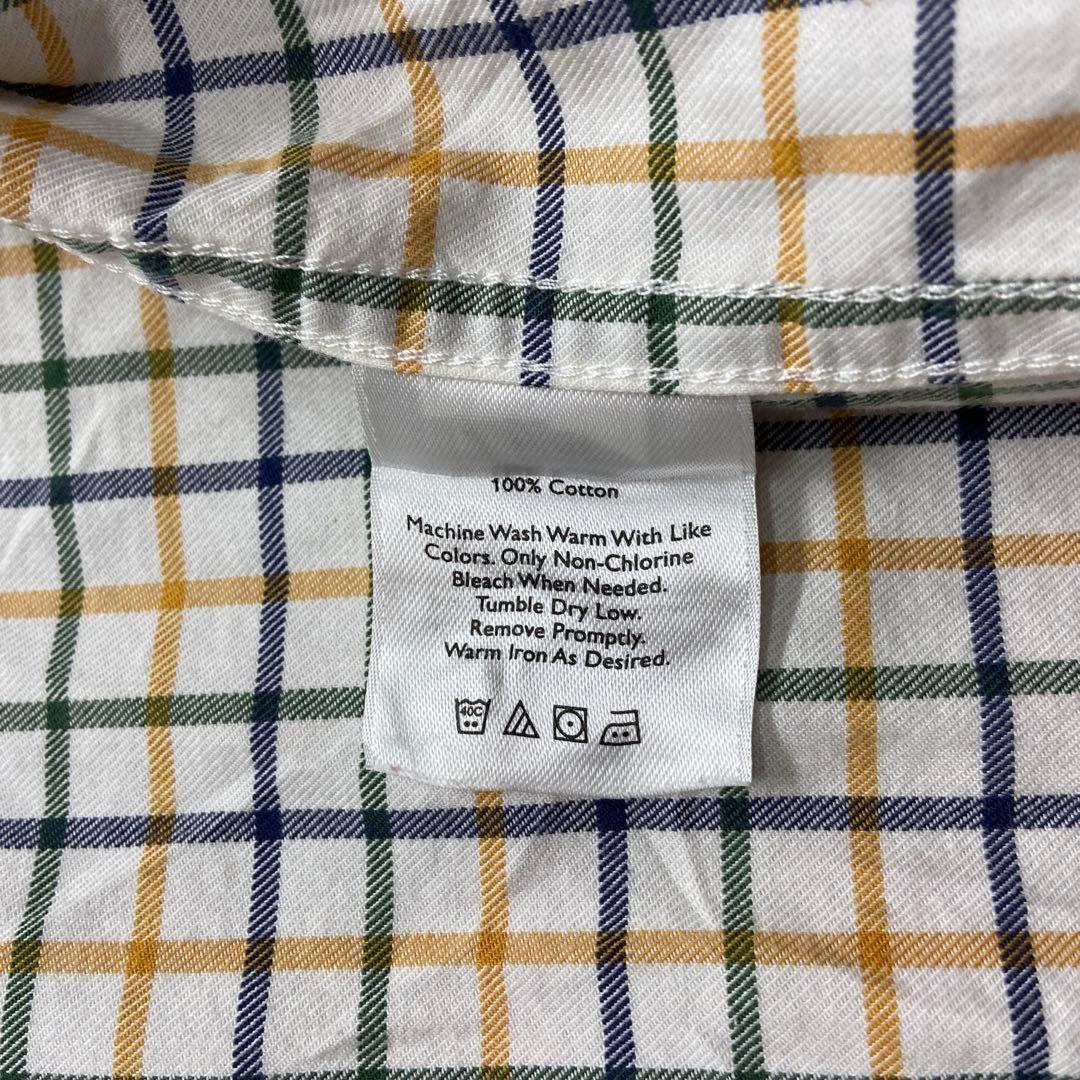 100% Cotton
Machine Wash Warm With Like
Colors. Only Non-Chlorine
Bleach When Needed.
Tumble Dry Low.
Remove Promptly.
Warm Iron As Desired.
40C